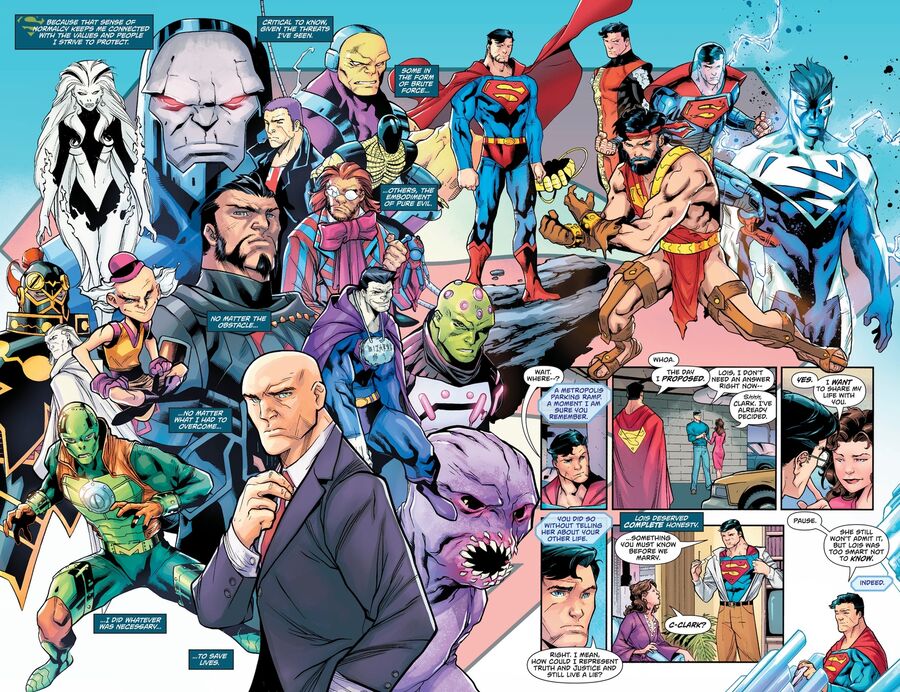 BECAUSE THAT SENSE OF
NORMALCY KEEPS ME CONNECTED
WITH THE VALUES AND PEOPLE
I STRIVE TO PROTECT.
CRITICAL TO KNOW,
GIVEN THE THREATS
I'VE SEEN.
SOME IN
THE FORM
OF BRUTE
FORCE...
...OTHERS, THE
EMBODIMENT
OF PURE EVIL.
NO MATTER THE
OBSTACLE...
...NO MATTER
WHAT I HAD TO
OVERCOME...
...I DID WHATEVER
WAS NECESSARY...
...TO SAVE
LIVES.
WAIT.
WHERE--?
A METROPOLIS
PARKING RAMP.
A MOMENT I AM
SURE YOU
REMEMBER.
WHOA.
THE DAY
I PROPOSED.
LOIS, I DON'T
NEED AN ANSWER
RIGHT NOW--
Shhh,
CLARK. I'VE
ALREADY
DECIDED.
YES.
I WANT
TO SHARE MY
LIFE WITH
YOU.
YOU DID SO
WITHOUT TELLING
HER ABOUT YOUR
OTHER LIFE.
RIGHT. I MEAN,
HOW COULD I REPRESENT
TRUTH AND JUSTICE AND
STILL LIVE A LIE?
LOIS DESERVED
COMPLETE HONESTY.
...SOMETHING
YOU MUST KNOW
BEFORE WE
MARRY.
C-CLARK?
PAUSE.
SHE STILL
WON'T ADMIT IT,
BUT LOIS WAS
TOO SMART NOT
TO KNOW.
INDEED.